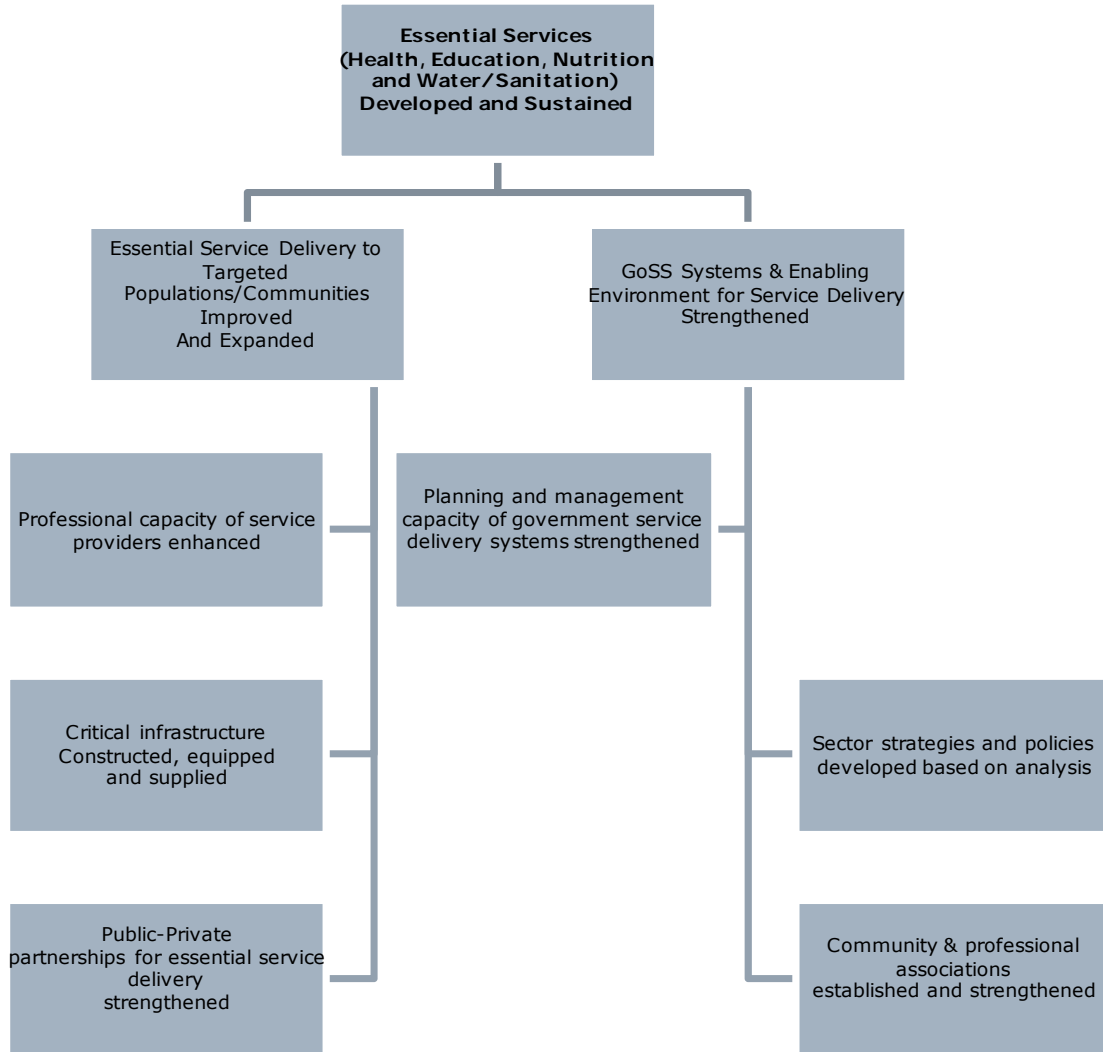 Essential Services
(Health, Education, Nutrition
and Water/Sanitation)
Developed and Sustained
Essential Service Delivery to
Targeted
Populations/Communities
Improved
And Expanded
GoSS Systems & Enabling
Environment for Service Delivery
Strengthened
Professional capacity of service
providers enhanced
Planning and management
capacity of government service
delivery systems strengthened
Critical infrastructure
Constructed, equipped
and supplied
Sector strategies and policies
developed based on analysis
Public-Private
partnerships for essential service
delivery
strengthened
Community & professional
associations
established and strengthened